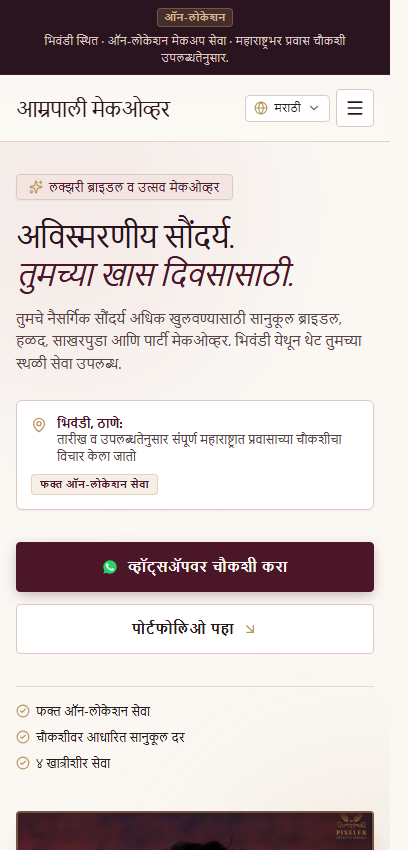 ऑन-लोकेशन
भिवंडी स्थित · ऑन-लोकेशन मेकअप सेवा · महाराष्ट्रभर प्रवास चौकशी
उपलब्धतेनुसार.
आम्रपाली मेकओव्हर
मराठी
लक्झरी ब्राइडल व उत्सव मेकओव्हर
अविस्मरणीय सौंदर्य.
तुमच्या खास दिवसासाठी.
तुमचे नैसर्गिक सौंदर्य अधिक खुलवण्यासाठी सानुकूल ब्राइडल,
हळद, साखरपुडा आणि पार्टी मेकओव्हर. भिवंडी येथून थेट तुमच्या
स्थळी सेवा उपलब्ध.
भिवंडी, ठाणे:
तारीख व उपलब्धतेनुसार संपूर्ण महाराष्ट्रात प्रवासाच्या चौकशीचा
विचार केला जातो
फक्त ऑन-लोकेशन सेवा
व्हॉट्सॲपवर चौकशी करा
पोर्टफोलिओ पहा
फक्त ऑन-लोकेशन सेवा
चौकशीवर आधारित सानुकूल दर
४ खात्रीशीर सेवा
PIXELER